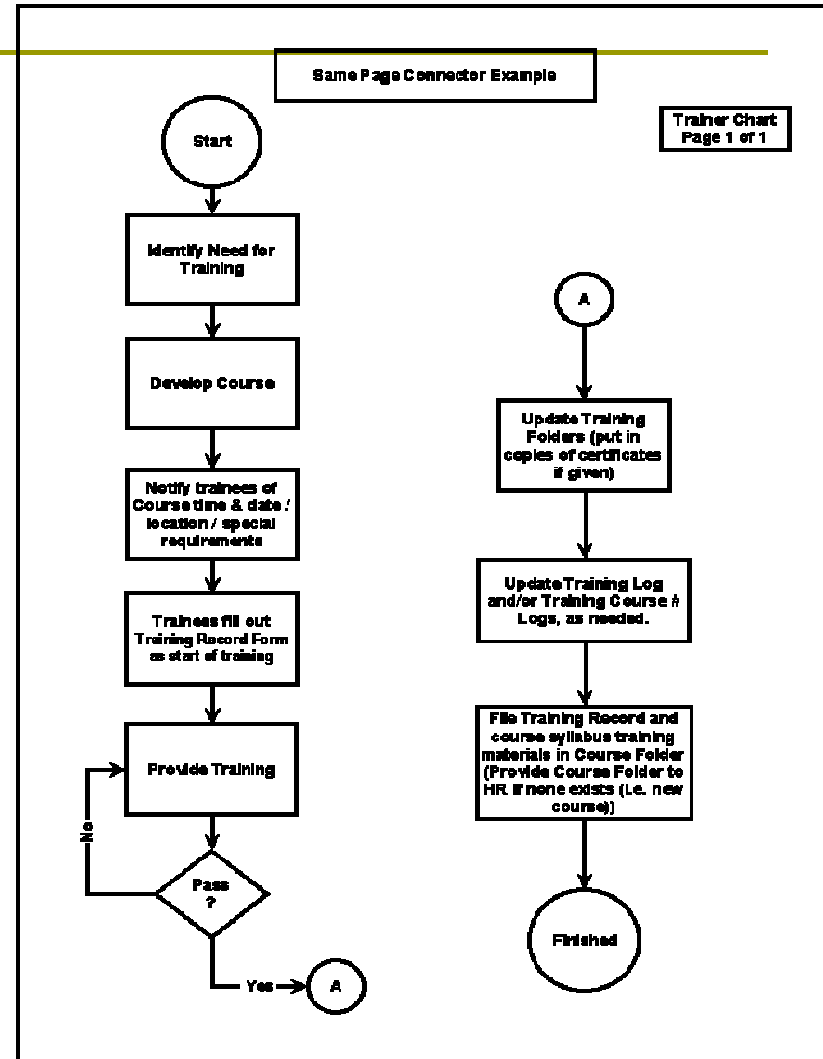 Same Page Connector Example
Trainer Chart
Page 1 of 1
Start
Identify Need for
Training
Develop Course
Notify trainees of
Course time & date /
location / special
requirements
Trainees fill out
Training Record Form
as start of training
Provide Training
No
Pass
?
Yes
A
A
Update Training
Folders (put in
copies of certificates
if given)
Update Training Log
and/or Training Course #
Logs, as needed.
File Training Record and
course syllabus training
materials in Course Folder
(Provide Course Folder to
HR if none exists (i.e. new
course))
Finished